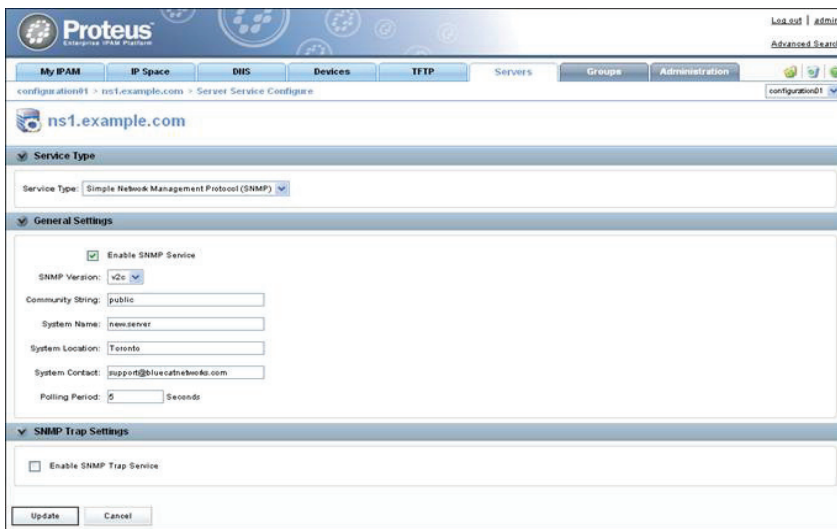 Proteus
Enterprise IPAM Platform
Log out | admin
Advanced Search
My IPAM IP Space DNS Devices TFTP Servers Groups Administration
configuration01 > ns1.example.com > Server Service Configure
configuration01
ns1.example.com
Service Type
Service Type: Simple Network Management Protocol (SNMP)
General Settings
Enable SNMP Service
SNMP Version: v2c
Community String: public
System Name: new.server
System Location: Toronto
System Contact: support@bluecatnetworks.com
Polling Period: 5 Seconds
SNMP Trap Settings
Enable SNMP Trap Service
Update Cancel